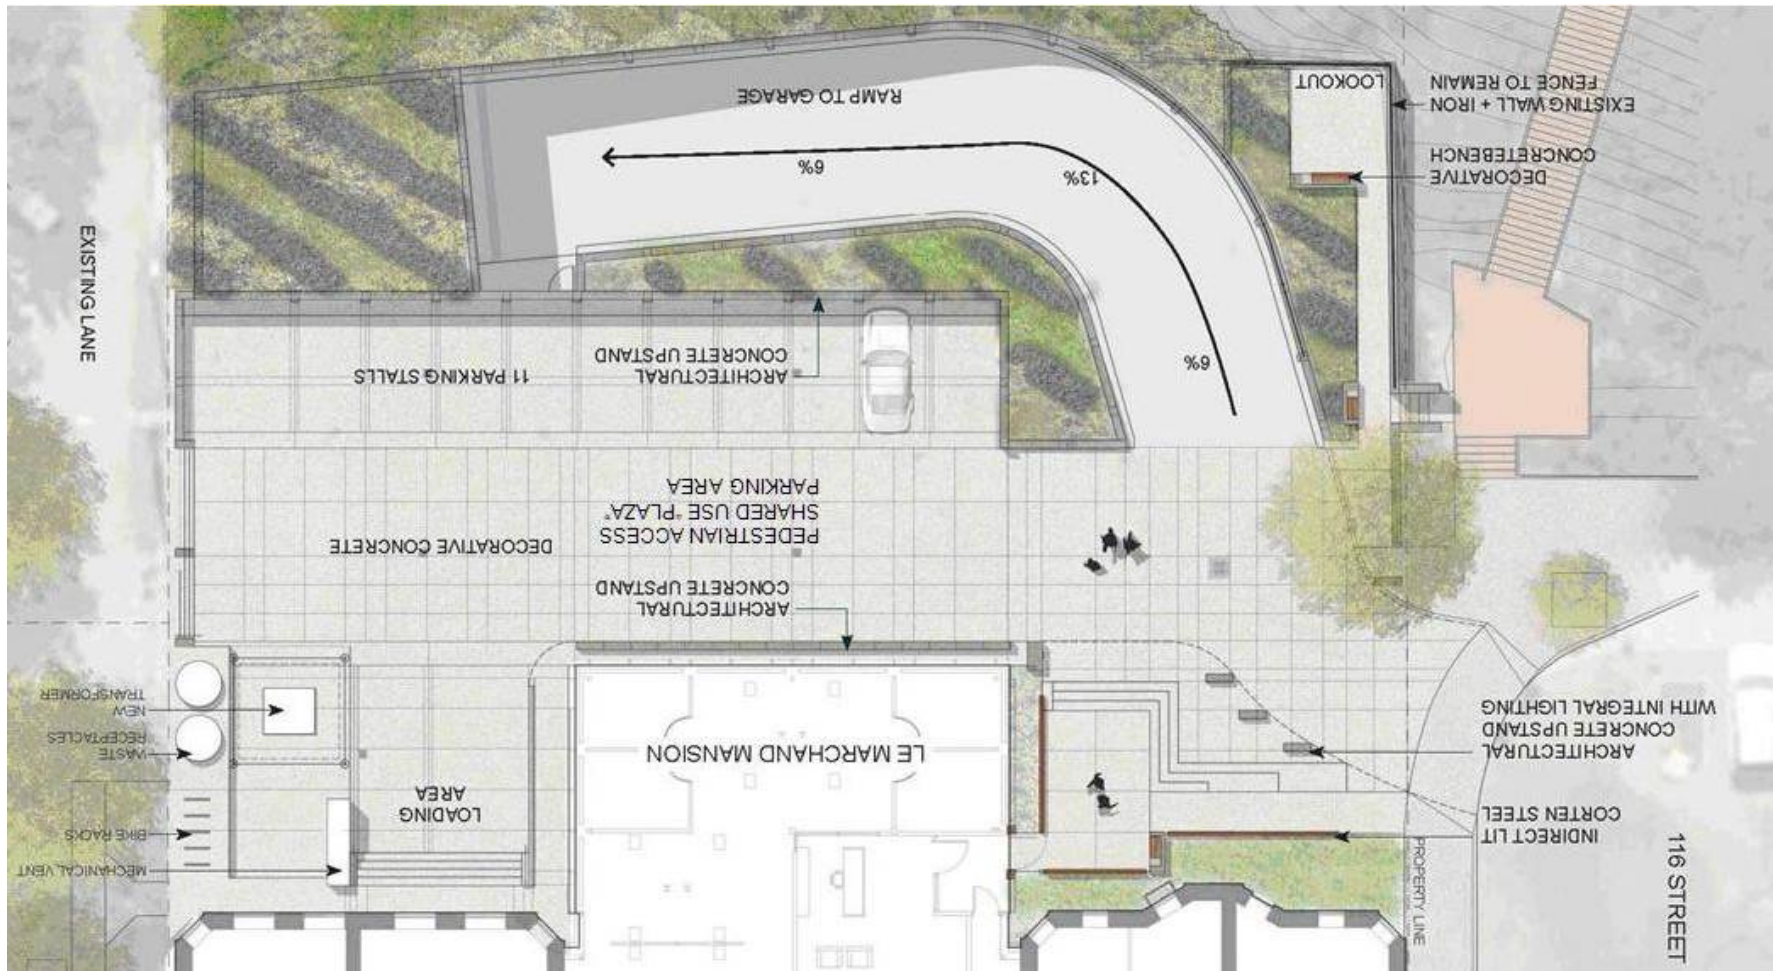 116 STREET
PROPERTY LINE
INDIRECT LIT
CORTEN STEEL
ARCHITECTURAL
CONCRETE UPSTAND
WITH INTEGRAL LIGHTING
LE MARCHAND MANSION
LOADING
AREA
MECHANICAL VENT
BIKE RACKS
WASTE
RECEPTACLES
NEW
TRANSFORMER
ARCHITECTURAL
CONCRETE UPSTAND
PEDESTRIAN ACCESS
SHARED USE "PLAZA"
PARKING AREA
DECORATIVE CONCRETE
ARCHITECTURAL
CONCRETE UPSTAND
11 PARKING STALLS
EXISTING LANE
6%
13%
6%
RAMP TO GARAGE
DECORATIVE
CONCRETEBENCH
EXISTING WALL + IRON
FENCE TO REMAIN
LOOKOUT